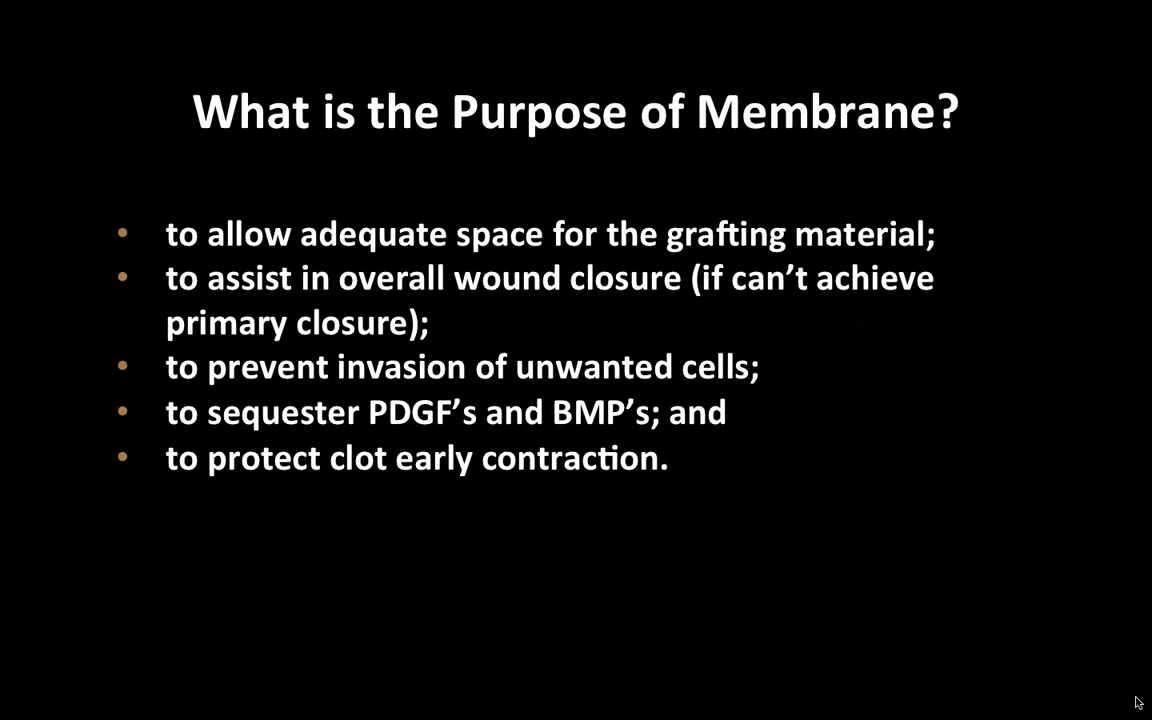 What is the Purpose of Membrane?
• to allow adequate space for the grafting material;
• to assist in overall wound closure (if can’t achieve
primary closure);
• to prevent invasion of unwanted cells;
• to sequester PDGF’s and BMP’s; and
• to protect clot early contraction.